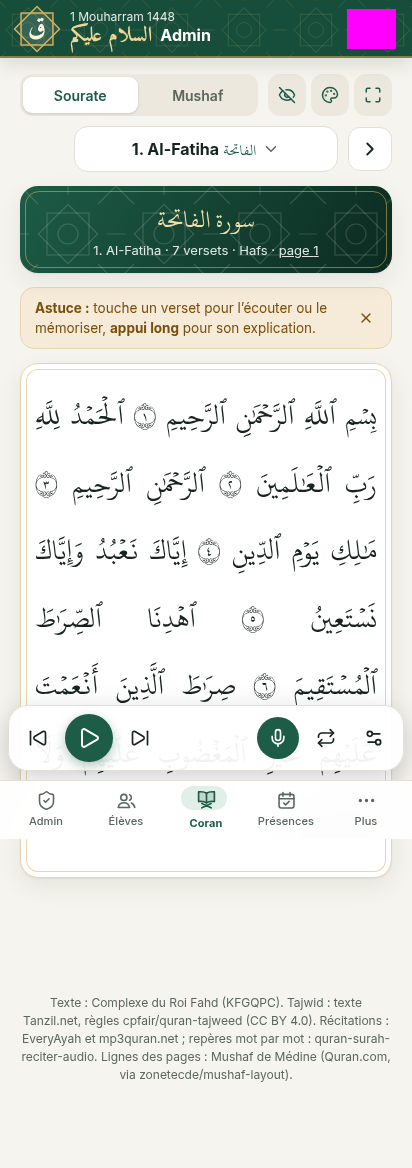 ق
1 Mouharram 1448
السلام عليكم Admin
Sourate
Mushaf
1. Al-Fatiha الفاتحة
سورة الفاتحة
1. Al-Fatiha · 7 versets · Hafs · page 1
Astuce : touche un verset pour l’écouter ou le
mémoriser, appui long pour son explication.
بِسْمِ ٱللَّهِ ٱلرَّحْمَٰنِ ٱلرَّحِيمِ ١ ٱلْحَمْدُ لِلَّهِ
رَبِّ ٱلْعَٰلَمِينَ ٢ ٱلرَّحْمَٰنِ ٱلرَّحِيمِ ٣
مَٰلِكِ يَوْمِ ٱلدِّينِ ٤ إِيَّاكَ نَعْبُدُ وَإِيَّاكَ
نَسْتَعِينُ ٥ ٱهْدِنَا ٱلصِّرَٰطَ
ٱلْمُسْتَقِيمَ ٦ صِرَٰطَ ٱلَّذِينَ أَنْعَمْتَ
Admin
Élèves
Coran
Présences
Plus
Texte : Complexe du Roi Fahd (KFGQPC). Tajwid : texte
Tanzil.net, règles cpfair/quran-tajweed (CC BY 4.0). Récitations :
EveryAyah et mp3quran.net ; repères mot par mot : quran-surah-
reciter-audio. Lignes des pages : Mushaf de Médine (Quran.com,
via zonetecde/mushaf-layout).